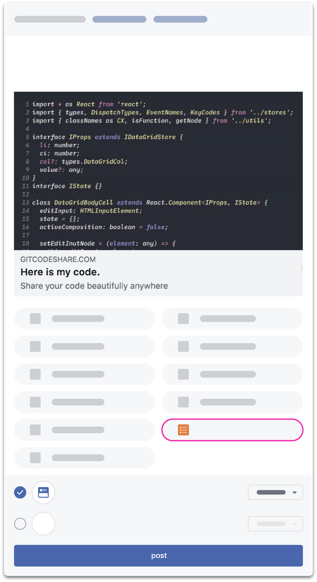 1 import * as React from 'react';
2 import { types, DispatchTypes, EventNames, KeyCodes } from '../stores';
3 import { classNames as CX, isFunction, getNode } from '../utils';
4
5 interface IProps extends IDataGridStore {
6 li: number;
7 ci: number;
8 col?: types.DataGridCol;
9 value?: any;
10 }
11 interface IState {}
12
13 class DataGridBodyCell extends React.Component<IProps, IState> {
14 editInput: HTMLInputElement;
15 state = {};
16 activeComposition: boolean = false;
17
18 setEditInutNode = (element: any) => {
GITCODESHARE.COM
Here is my code.
Share your code beautifully anywhere
post